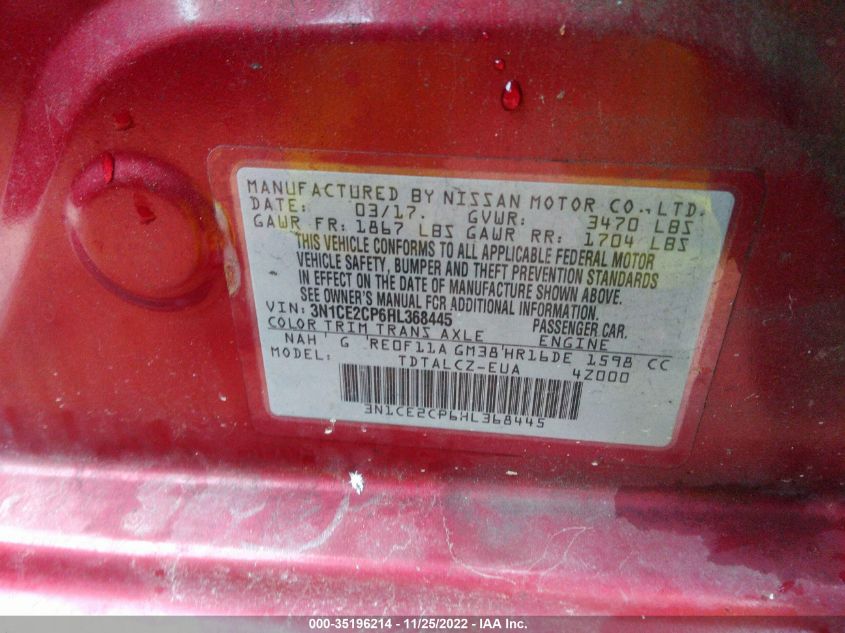 MANUFACTURED BY NISSAN MOTOR CO., LTD.
DATE: 03/17. GVWR: 3470 LBS
GAWR FR: 1867 LBS GAWR RR: 1704 LBS
THIS VEHICLE CONFORMS TO ALL APPLICABLE FEDERAL MOTOR
VEHICLE SAFETY, BUMPER AND THEFT PREVENTION STANDARDS
IN EFFECT ON THE DATE OF MANUFACTURE SHOWN ABOVE.
SEE OWNER'S MANUAL FOR ADDITIONAL INFORMATION.
VIN: 3N1CE2CP6HL368445 PASSENGER CAR.
COLOR TRIM TRANS AXLE ENGINE
NAH G RE0F11A GM38 HR16DE 1598 CC
MODEL: TDTALCZ-EUA 4Z000
3N1CE2CP6HL368445
000-35196214 - 11/25/2022 - IAA Inc.